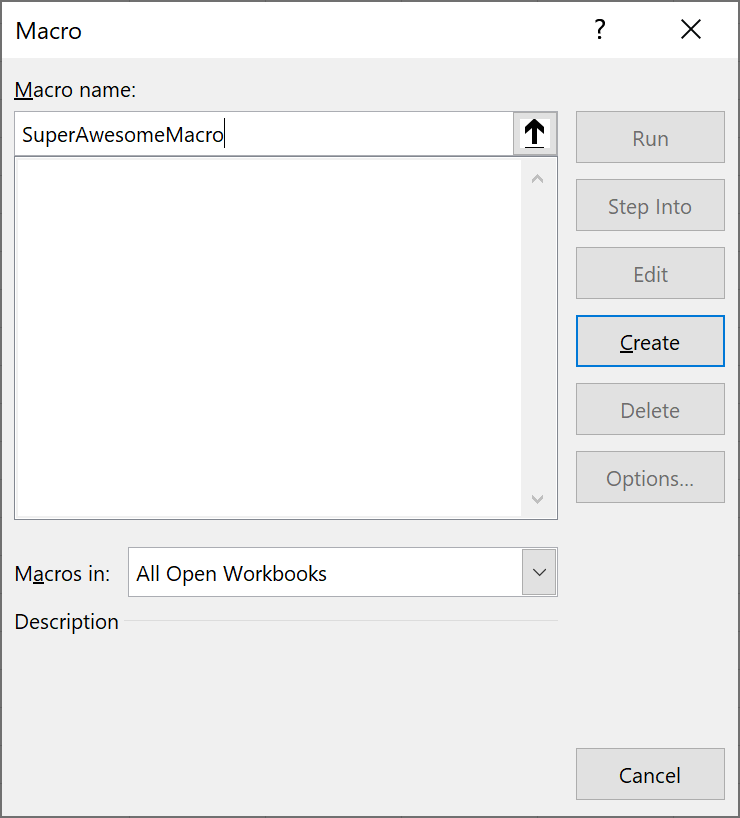 Macro ?
Macro name:
SuperAwesomeMacro
Run
Step Into
Edit
Create
Delete
Options...
Macros in: All Open Workbooks
Description
Cancel